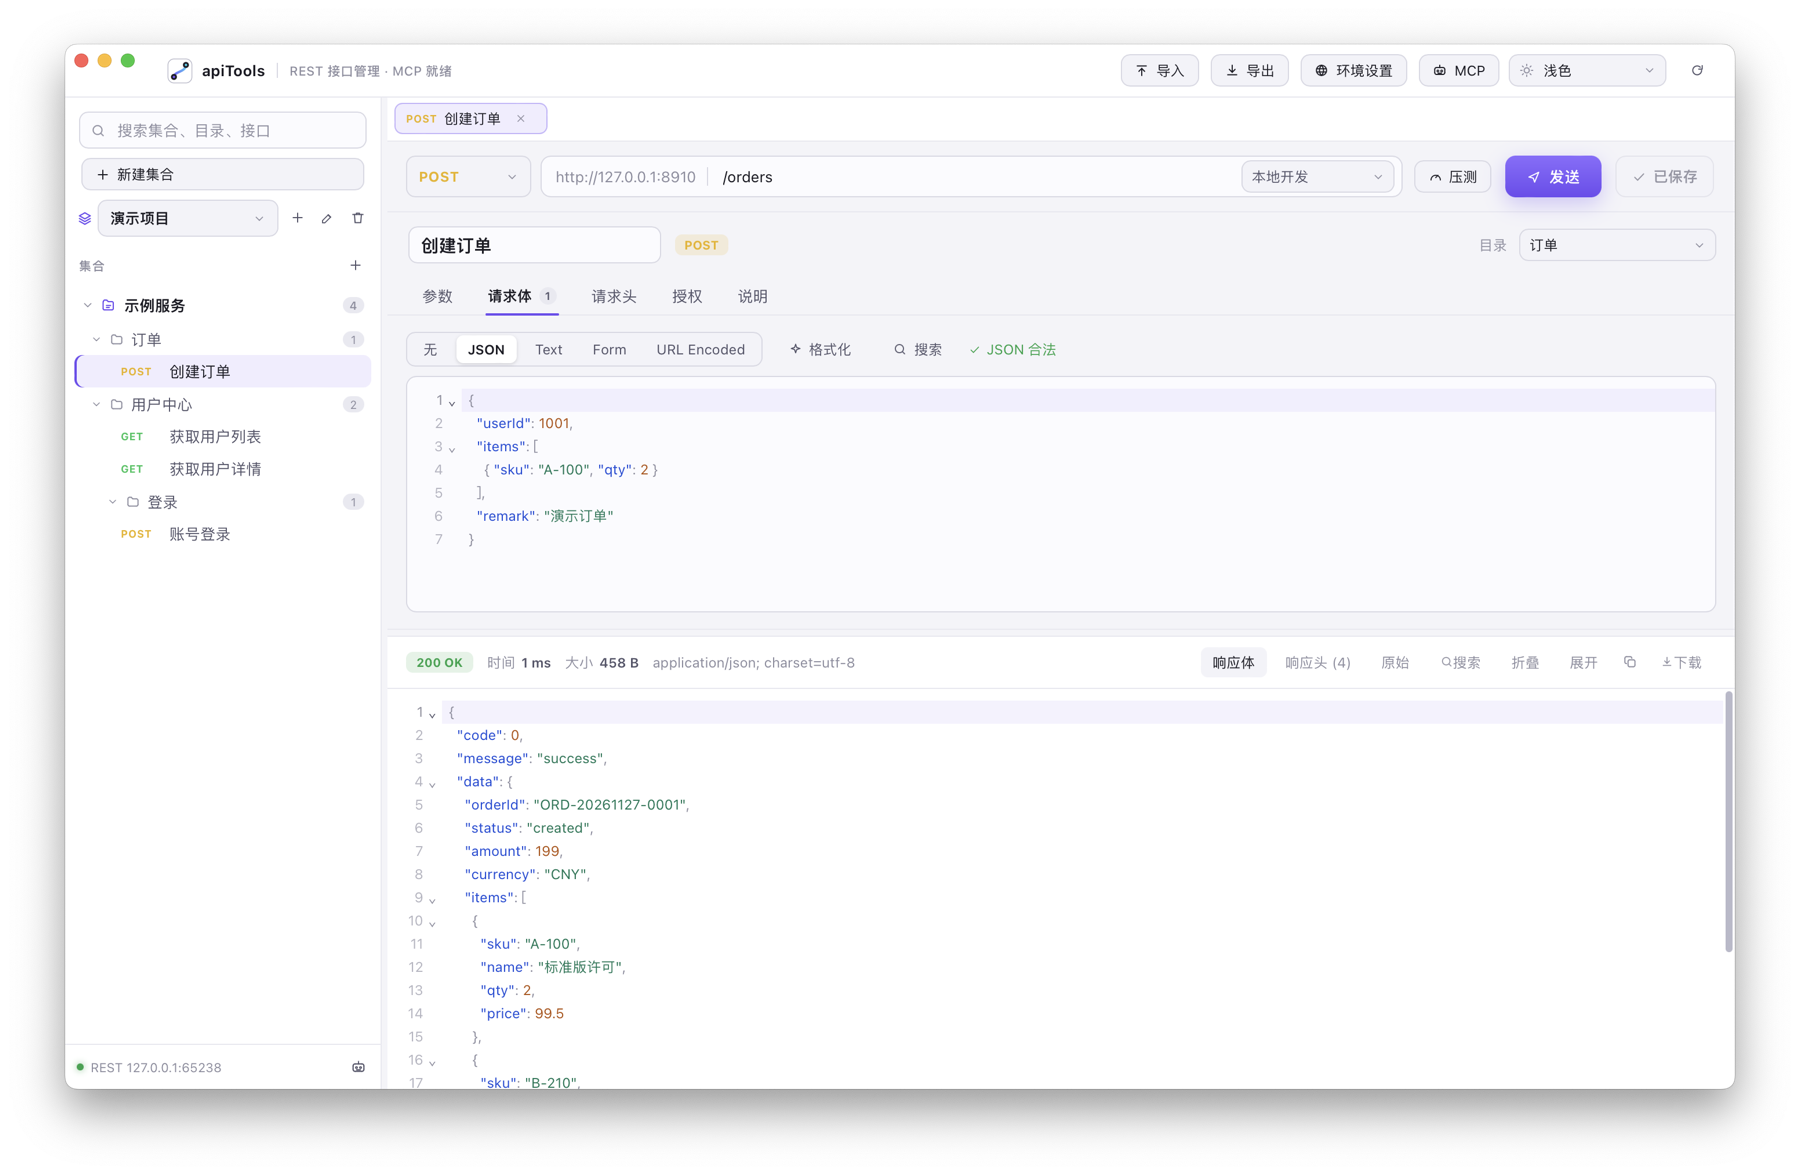 apiTools
REST 接口管理 · MCP 就绪
导入
导出
环境设置
MCP
浅色
搜索集合、目录、接口
新建集合
演示项目
集合
示例服务 4
订单 1
POST 创建订单
用户中心 2
GET 获取用户列表
GET 获取用户详情
登录 1
POST 账号登录
REST 127.0.0.1:65238
POST 创建订单 ×
POST
http://127.0.0.1:8910 /orders
本地开发
压测
发送
已保存
创建订单 POST
目录 订单
参数 请求体 1 请求头 授权 说明
无 JSON Text Form URL Encoded 格式化 搜索 JSON 合法
1 {
2 "userId": 1001,
3 "items": [
4 { "sku": "A-100", "qty": 2 }
5 ],
6 "remark": "演示订单"
7 }
200 OK 时间 1 ms 大小 458 B application/json; charset=utf-8
响应体 响应头 (4) 原始 搜索 折叠 展开 下载
1 {
2 "code": 0,
3 "message": "success",
4 "data": {
5 "orderId": "ORD-20261127-0001",
6 "status": "created",
7 "amount": 199,
8 "currency": "CNY",
9 "items": [
10 {
11 "sku": "A-100",
12 "name": "标准版许可",
13 "qty": 2,
14 "price": 99.5
15 },
16 {
17 "sku": "B-210",